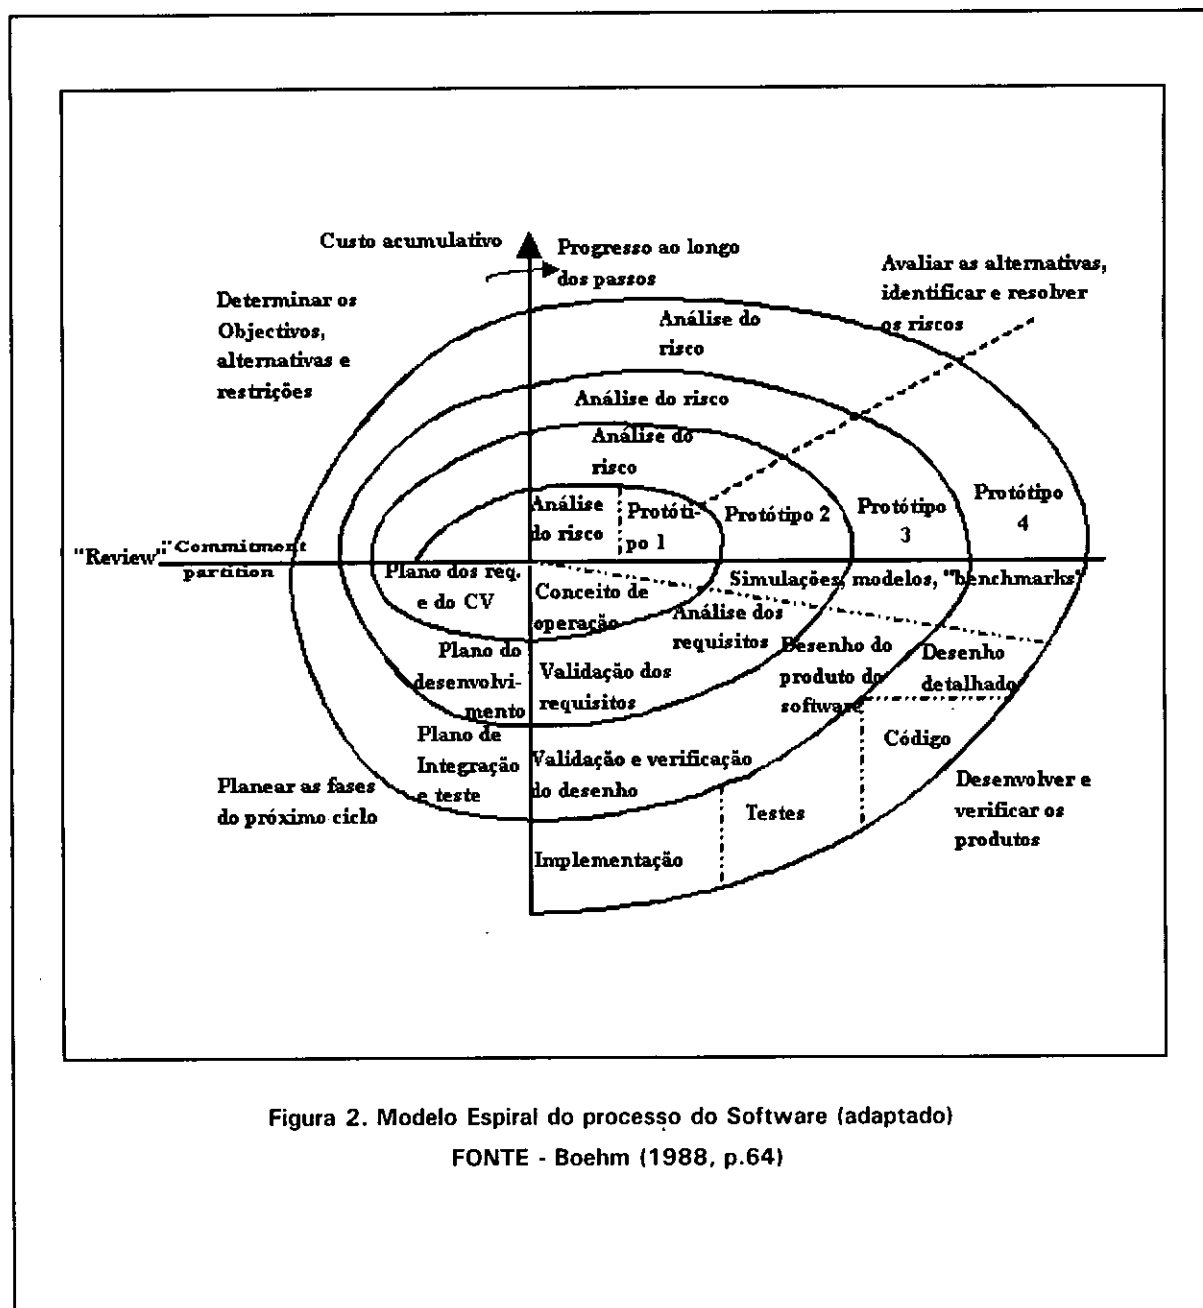 Custo acumulativo
Progresso ao longo
dos passos
Avaliar as alternativas,
identificar e resolver
os riscos
Determinar os
Objectivos,
alternativas e
restrições
Análise do
risco
Análise do risco
Análise do
risco
Análise
do risco
Protóti-
po 1
Protótipo 2
Protótipo
3
Protótipo
4
"Review"
"Commitment
partition
Plano dos req.
e do CV
Conceito de
operação
Simulações, modelos, "benchmarks"
Análise dos
requisitos
Plano do
desenvolvi-
mento
Validação dos
requisitos
Desenho do
produto do
software
Desenho
detalhado
Plano de
Integração
e teste
Validação e verificação
do desenho
Código
Testes
Implementação
Planear as fases
do próximo ciclo
Desenvolver e
verificar os
produtos
Figura 2. Modelo Espiral do processo do Software (adaptado)
FONTE - Boehm (1988, p.64)